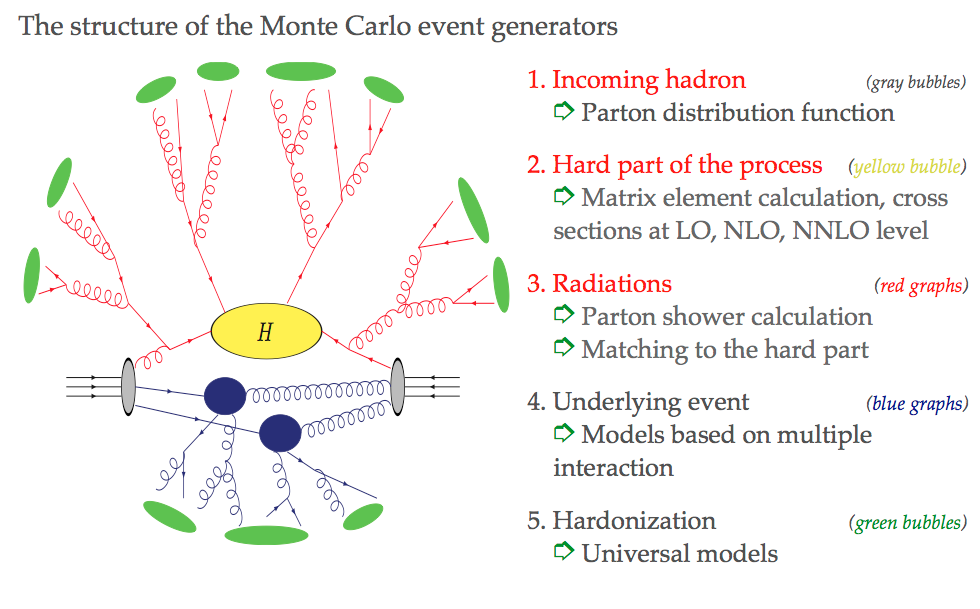 The structure of the Monte Carlo event generators
H
1. Incoming hadron (gray bubbles)
➩ Parton distribution function
2. Hard part of the process (yellow bubble)
➩ Matrix element calculation, cross
sections at LO, NLO, NNLO level
3. Radiations (red graphs)
➩ Parton shower calculation
➩ Matching to the hard part
4. Underlying event (blue graphs)
➩ Models based on multiple
interaction
5. Hardonization (green bubbles)
➩ Universal models